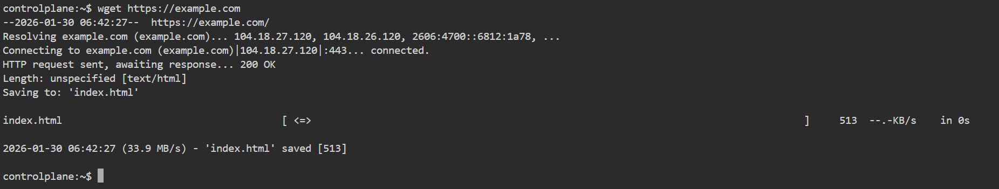 controlplane:~$ wget https://example.com
--2026-01-30 06:42:27--  https://example.com/
Resolving example.com (example.com)... 104.18.27.120, 104.18.26.120, 2606:4700::6812:1a78, ...
Connecting to example.com (example.com)|104.18.27.120|:443... connected.
HTTP request sent, awaiting response... 200 OK
Length: unspecified [text/html]
Saving to: 'index.html'
index.html                                     [ <=>                                                                                   ]     513  --.-KB/s    in 0s
2026-01-30 06:42:27 (33.9 MB/s) - 'index.html' saved [513]
controlplane:~$